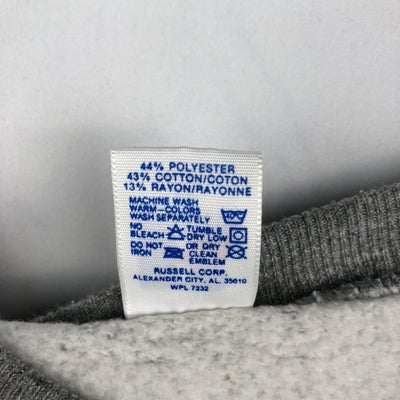 44% POLYESTER
43% COTTON/COTON
13% RAYON/RAYONNE
MACHINE WASH
WARM-COLORS
WASH SEPARATELY
NO BLEACH TUMBLE DRY LOW
DO NOT IRON OR DRY CLEAN EMBLEM
RUSSELL CORP.
ALEXANDER CITY, AL. 35010
WPL 7232